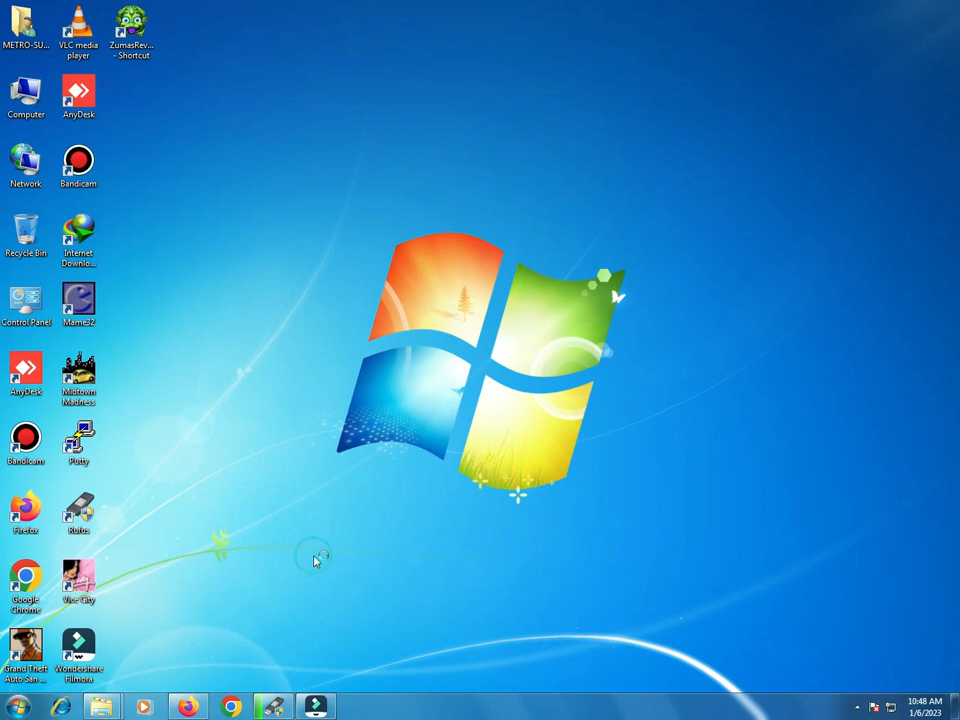 METRO-SU...
VLC media
player
ZumasRev...
- Shortcut
Computer
AnyDesk
Network
Bandicam
Recycle Bin
Internet
Downlo...
Control Panel
Mame32
AnyDesk
Midtown
Madness
Bandicam
Putty
Firefox
Rufus
Google
Chrome
Vice City
Grand Theft
Auto San ...
Wondershare
Filmora
10:48 AM
1/6/2023